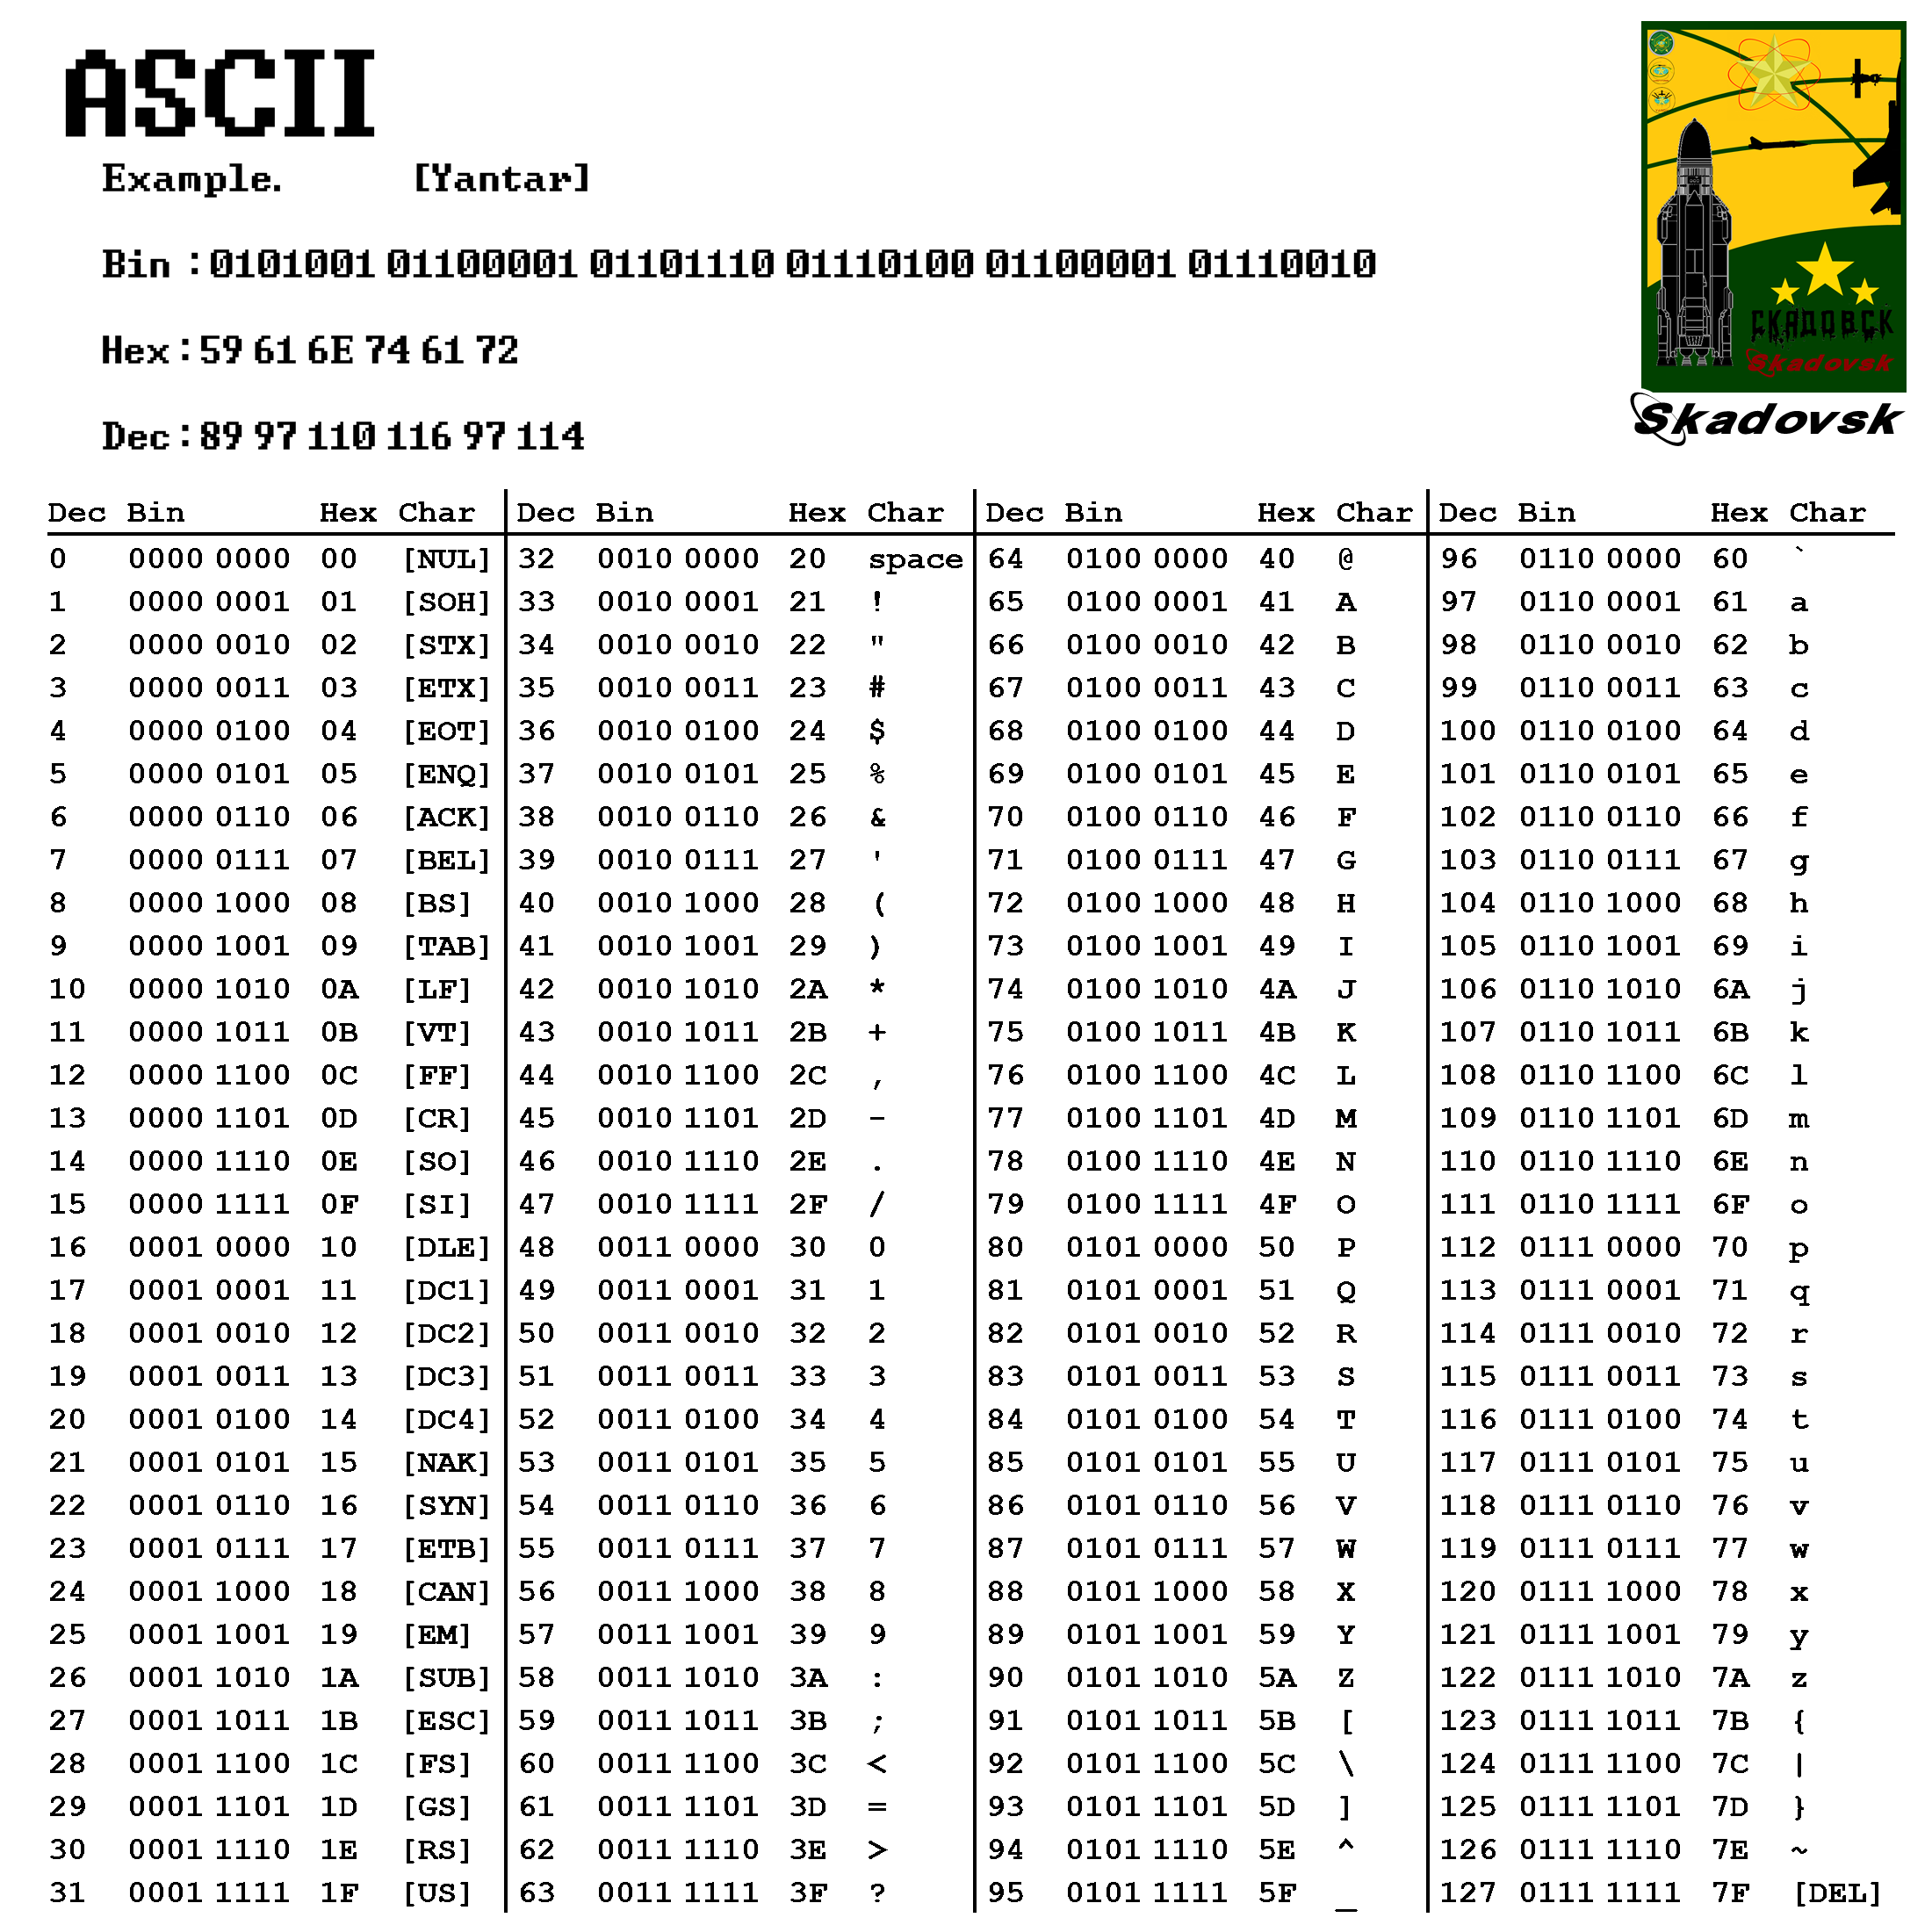 ASCII
Example. [Yantar]
Bin :0101001 01100001 01101110 01110100 01100001 01110010
Hex:59 61 6E 74 61 72
Dec:89 97 110 116 97 114
СКАДОВСК
Skadovsk
Skadovsk
Dec Bin Hex Char Dec Bin Hex Char Dec Bin Hex Char Dec Bin Hex Char
0 0000 0000 00 [NUL] 32 0010 0000 20 space 64 0100 0000 40 @ 96 0110 0000 60 `
1 0000 0001 01 [SOH] 33 0010 0001 21 ! 65 0100 0001 41 A 97 0110 0001 61 a
2 0000 0010 02 [STX] 34 0010 0010 22 " 66 0100 0010 42 B 98 0110 0010 62 b
3 0000 0011 03 [ETX] 35 0010 0011 23 # 67 0100 0011 43 C 99 0110 0011 63 c
4 0000 0100 04 [EOT] 36 0010 0100 24 $ 68 0100 0100 44 D 100 0110 0100 64 d
5 0000 0101 05 [ENQ] 37 0010 0101 25 % 69 0100 0101 45 E 101 0110 0101 65 e
6 0000 0110 06 [ACK] 38 0010 0110 26 & 70 0100 0110 46 F 102 0110 0110 66 f
7 0000 0111 07 [BEL] 39 0010 0111 27 ' 71 0100 0111 47 G 103 0110 0111 67 g
8 0000 1000 08 [BS] 40 0010 1000 28 ( 72 0100 1000 48 H 104 0110 1000 68 h
9 0000 1001 09 [TAB] 41 0010 1001 29 ) 73 0100 1001 49 I 105 0110 1001 69 i
10 0000 1010 0A [LF] 42 0010 1010 2A * 74 0100 1010 4A J 106 0110 1010 6A j
11 0000 1011 0B [VT] 43 0010 1011 2B + 75 0100 1011 4B K 107 0110 1011 6B k
12 0000 1100 0C [FF] 44 0010 1100 2C , 76 0100 1100 4C L 108 0110 1100 6C l
13 0000 1101 0D [CR] 45 0010 1101 2D - 77 0100 1101 4D M 109 0110 1101 6D m
14 0000 1110 0E [SO] 46 0010 1110 2E . 78 0100 1110 4E N 110 0110 1110 6E n
15 0000 1111 0F [SI] 47 0010 1111 2F / 79 0100 1111 4F O 111 0110 1111 6F o
16 0001 0000 10 [DLE] 48 0011 0000 30 0 80 0101 0000 50 P 112 0111 0000 70 p
17 0001 0001 11 [DC1] 49 0011 0001 31 1 81 0101 0001 51 Q 113 0111 0001 71 q
18 0001 0010 12 [DC2] 50 0011 0010 32 2 82 0101 0010 52 R 114 0111 0010 72 r
19 0001 0011 13 [DC3] 51 0011 0011 33 3 83 0101 0011 53 S 115 0111 0011 73 s
20 0001 0100 14 [DC4] 52 0011 0100 34 4 84 0101 0100 54 T 116 0111 0100 74 t
21 0001 0101 15 [NAK] 53 0011 0101 35 5 85 0101 0101 55 U 117 0111 0101 75 u
22 0001 0110 16 [SYN] 54 0011 0110 36 6 86 0101 0110 56 V 118 0111 0110 76 v
23 0001 0111 17 [ETB] 55 0011 0111 37 7 87 0101 0111 57 W 119 0111 0111 77 w
24 0001 1000 18 [CAN] 56 0011 1000 38 8 88 0101 1000 58 X 120 0111 1000 78 x
25 0001 1001 19 [EM] 57 0011 1001 39 9 89 0101 1001 59 Y 121 0111 1001 79 y
26 0001 1010 1A [SUB] 58 0011 1010 3A : 90 0101 1010 5A Z 122 0111 1010 7A z
27 0001 1011 1B [ESC] 59 0011 1011 3B ; 91 0101 1011 5B [ 123 0111 1011 7B {
28 0001 1100 1C [FS] 60 0011 1100 3C < 92 0101 1100 5C \ 124 0111 1100 7C |
29 0001 1101 1D [GS] 61 0011 1101 3D = 93 0101 1101 5D ] 125 0111 1101 7D }
30 0001 1110 1E [RS] 62 0011 1110 3E > 94 0101 1110 5E ^ 126 0111 1110 7E ~
31 0001 1111 1F [US] 63 0011 1111 3F ? 95 0101 1111 5F _ 127 0111 1111 7F [DEL]